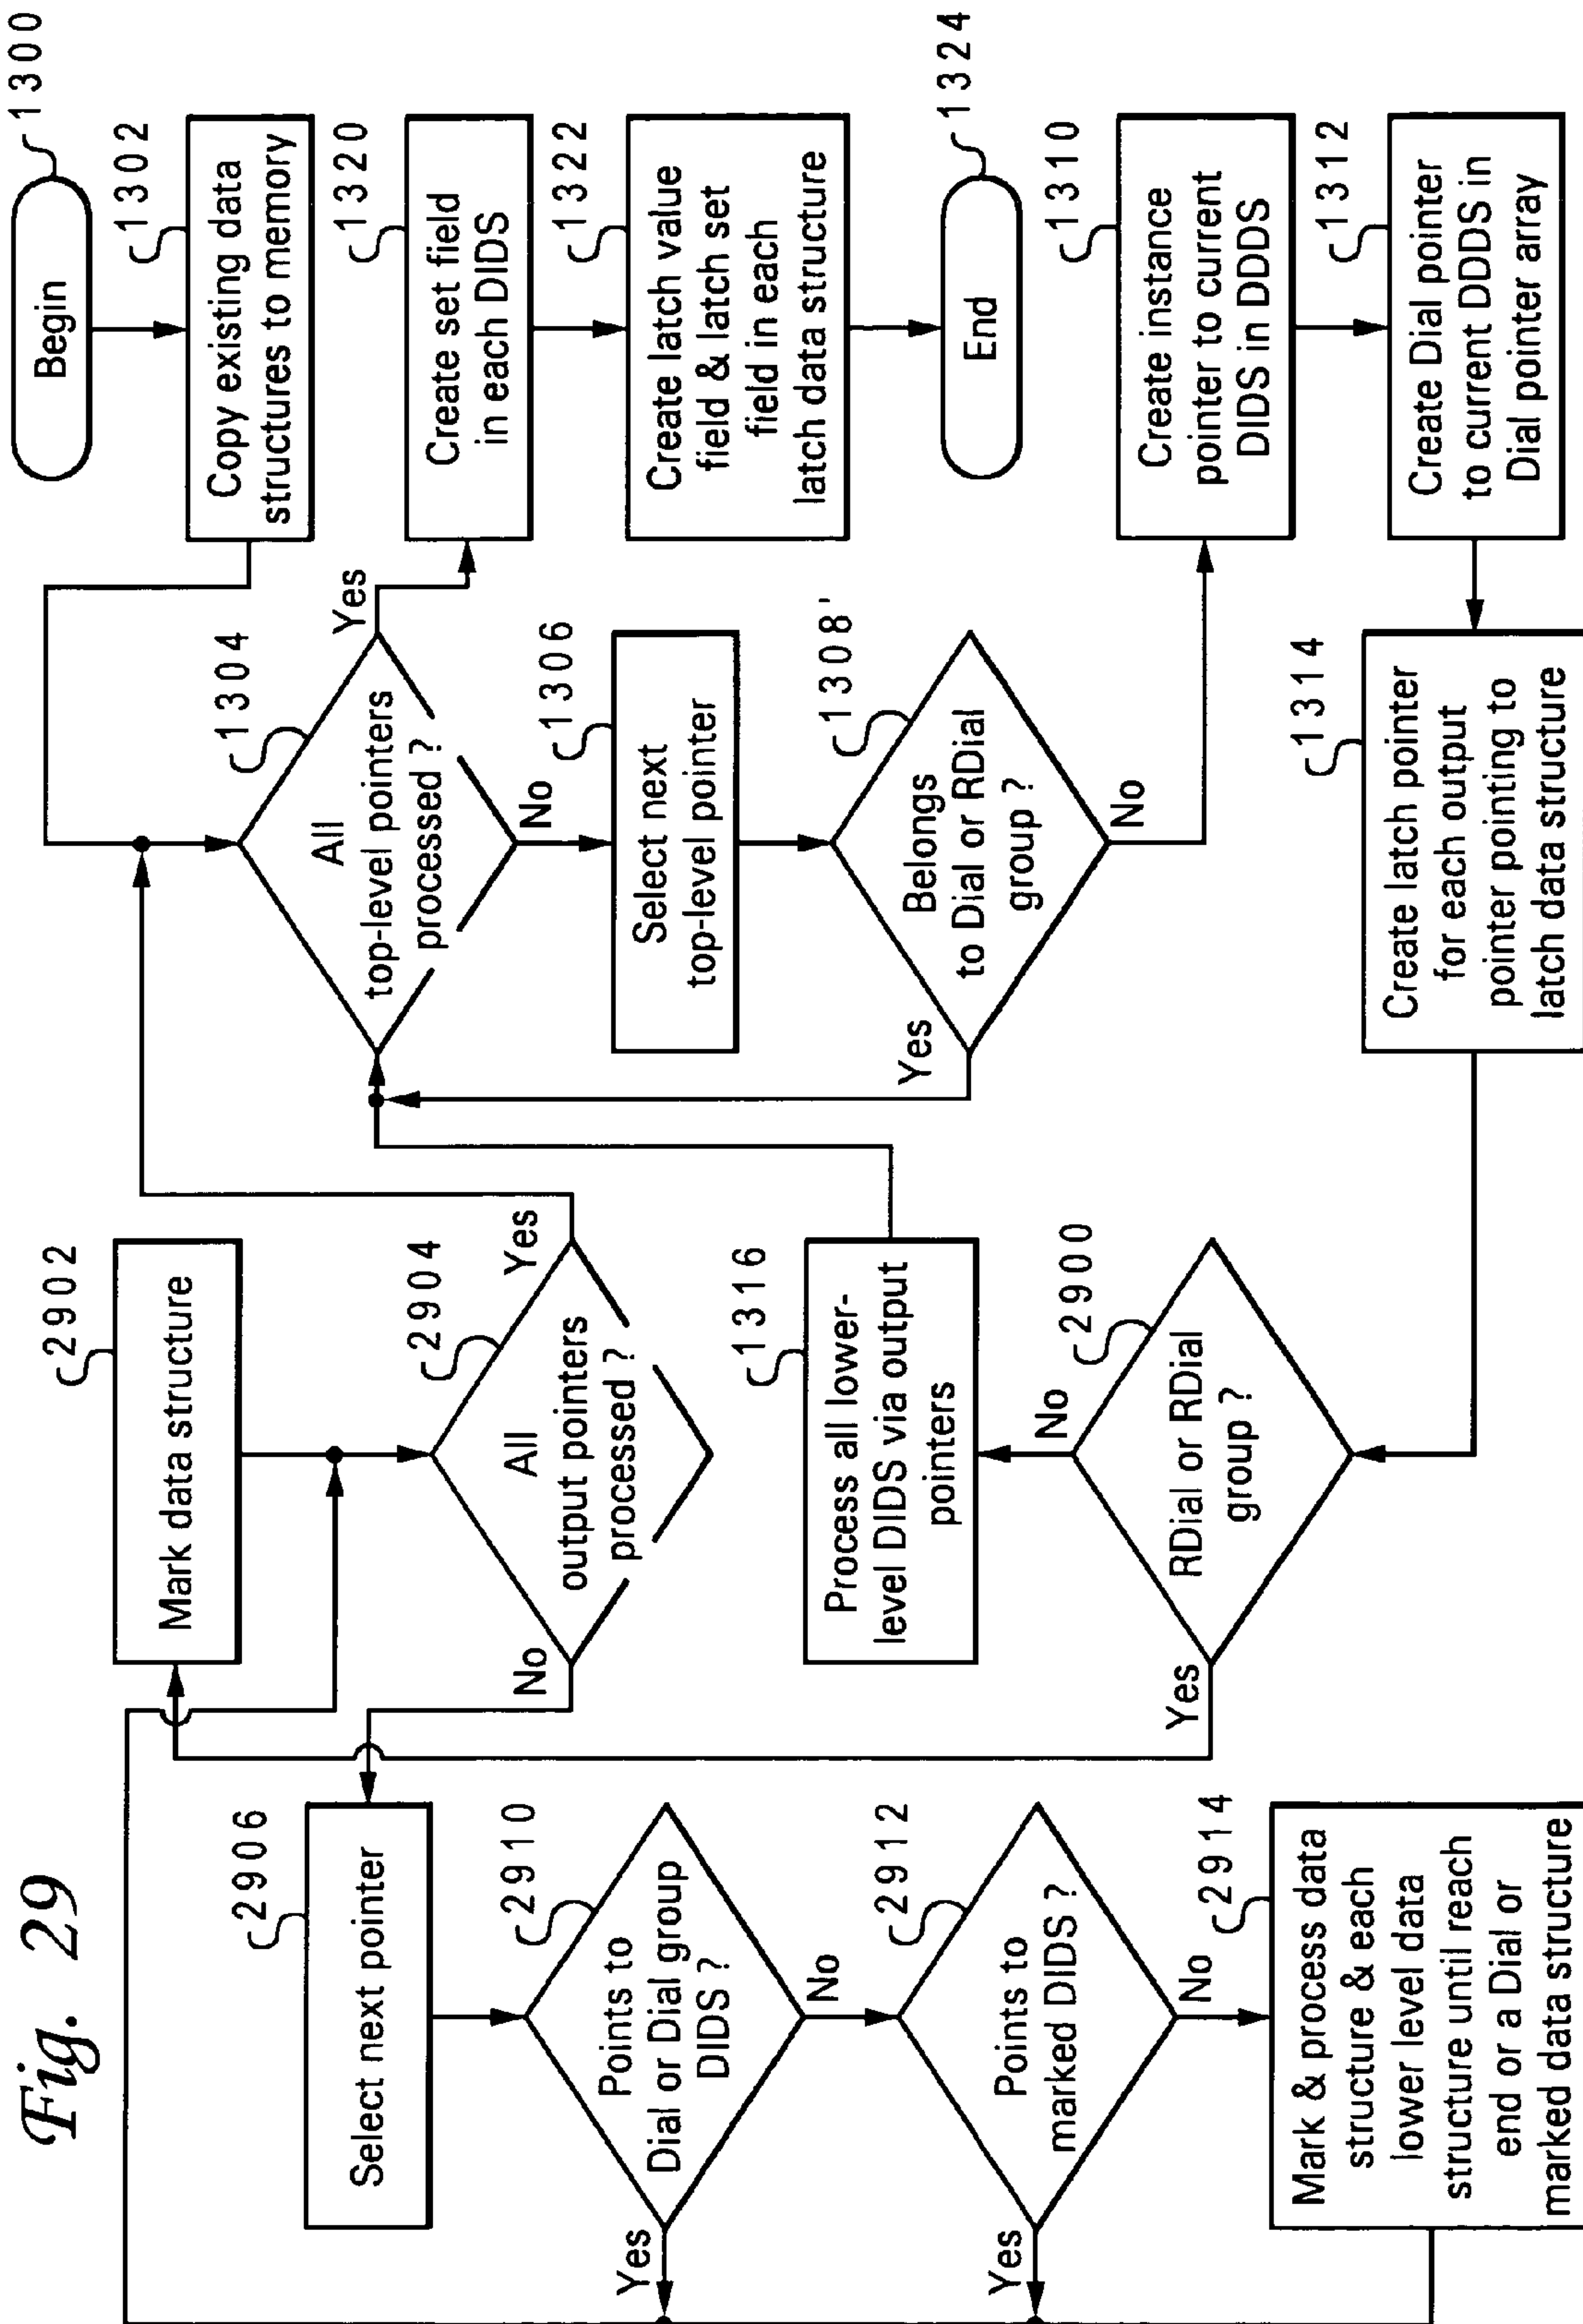 Fig. 29
Begin
1300
1302
Copy existing data
structures to memory
1304
All
top-level pointers
processed ?
Yes
No
1320
Create set field
in each DIDS
1322
Create latch value
field & latch set
field in each
latch data structure
End
1324
1306
Select next
top-level pointer
1308'
Belongs
to Dial or RDial
group ?
Yes
No
1310
Create instance
pointer to current
DIDS in DDDS
1312
Create Dial pointer
to current DDDS in
Dial pointer array
1314
Create latch pointer
for each output
pointer pointing to
latch data structure
2900
RDial or RDial
group ?
Yes
No
1316
Process all lower-
level DIDS via output
pointers
2902
Mark data structure
2904
All
output pointers
processed ?
Yes
No
2906
Select next pointer
2910
Points to
Dial or Dial group
DIDS ?
Yes
No
2912
Points to
marked DIDS ?
Yes
No
2914
Mark & process data
structure & each
lower level data
structure until reach
end or a Dial or
marked data structure